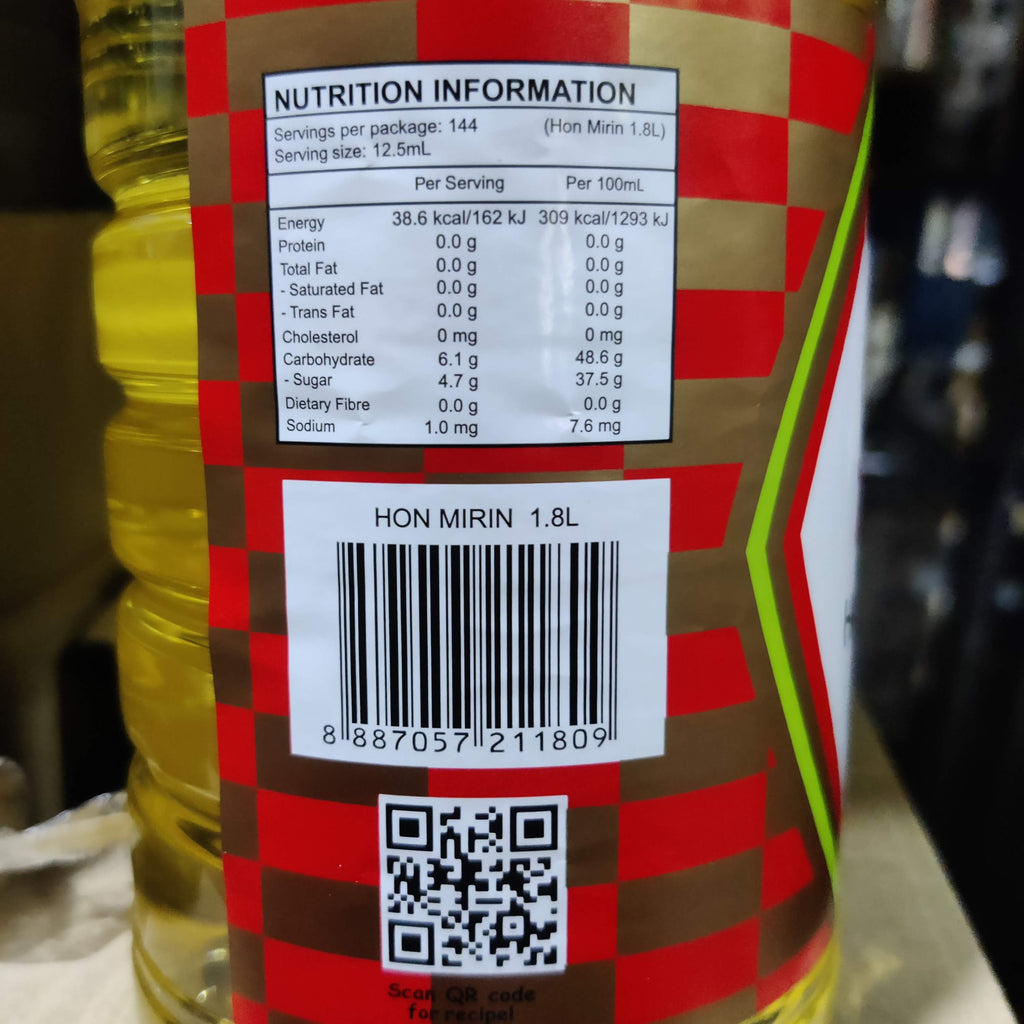 NUTRITION INFORMATION
Servings per package: 144 (Hon Mirin 1.8L)
Serving size: 12.5mL
Per Serving Per 100mL
Energy 38.6 kcal/162 kJ 309 kcal/1293 kJ
Protein 0.0 g 0.0 g
Total Fat 0.0 g 0.0 g
- Saturated Fat 0.0 g 0.0 g
- Trans Fat 0.0 g 0.0 g
Cholesterol 0 mg 0 mg
Carbohydrate 6.1 g 48.6 g
- Sugar 4.7 g 37.5 g
Dietary Fibre 0.0 g 0.0 g
Sodium 1.0 mg 7.6 mg
HON MIRIN 1.8L
8 887057 211809
Scan QR code
for recipe!